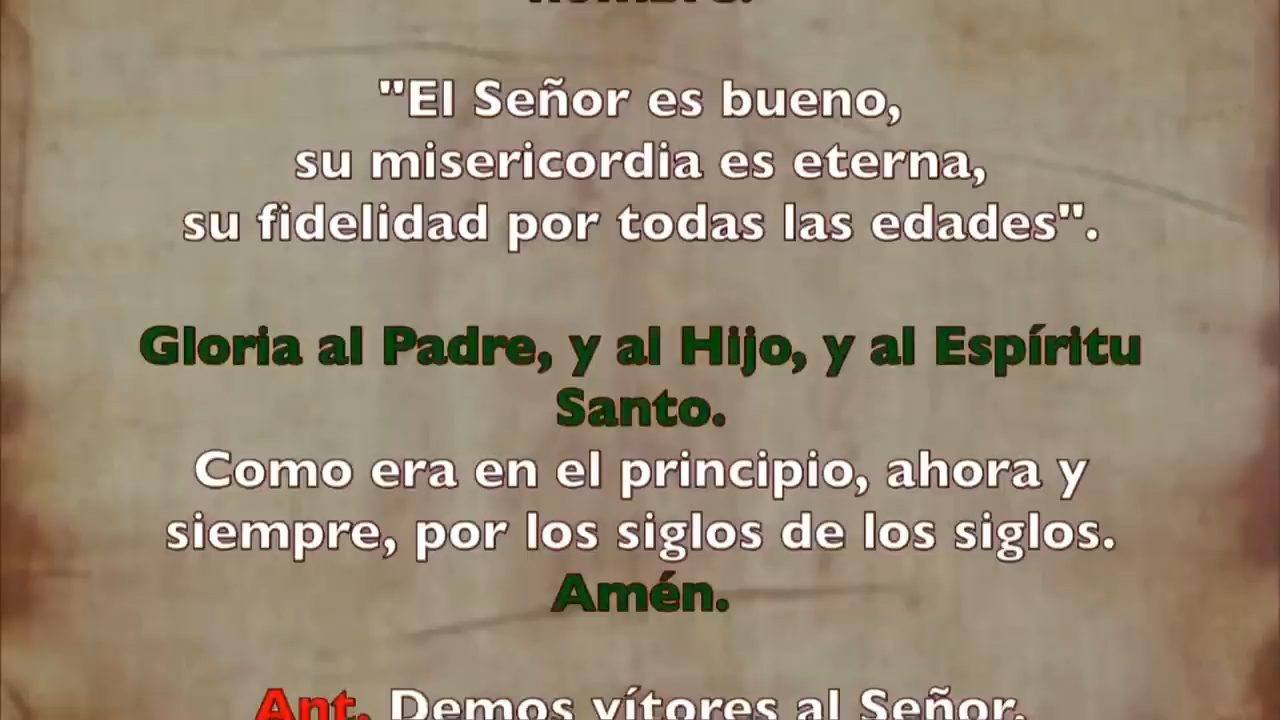 "El Señor es bueno,
su misericordia es eterna,
su fidelidad por todas las edades".
Gloria al Padre, y al Hijo, y al Espíritu
Santo.
Como era en el principio, ahora y
siempre, por los siglos de los siglos.
Amén.
Ant. Demos vítores al Señor,